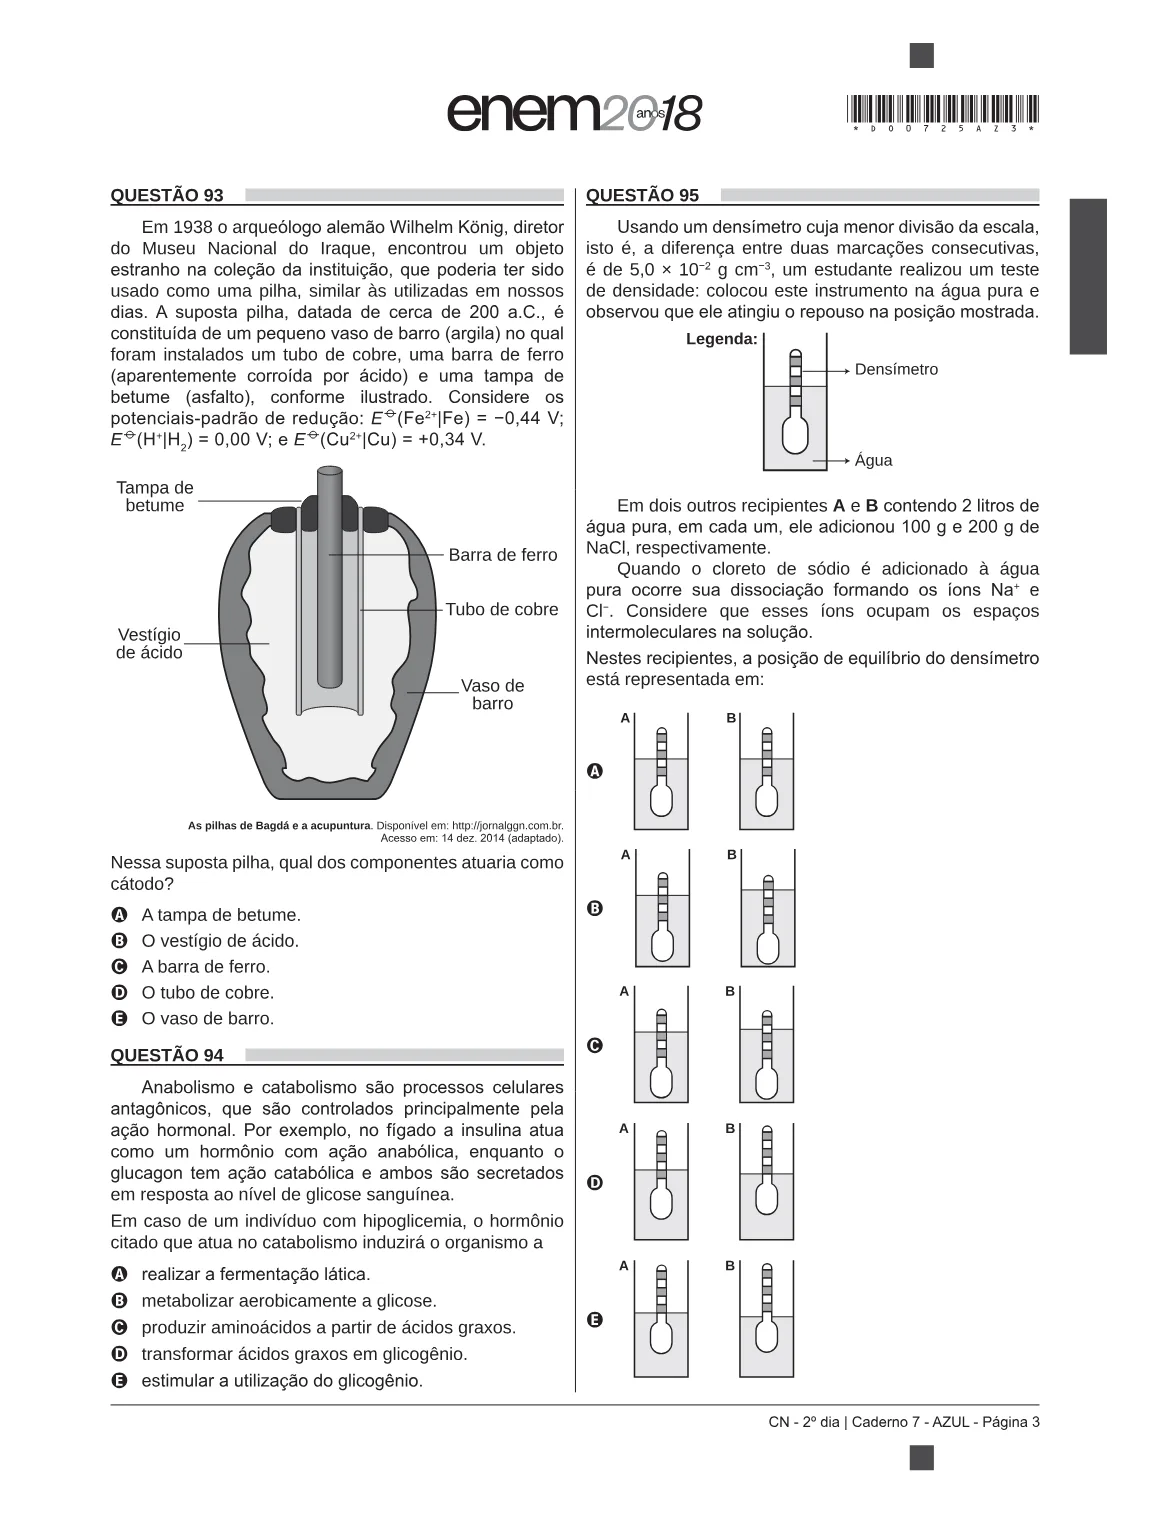 enem20anos18
*D00725AZ3*
QUESTÃO 93
Em 1938 o arqueólogo alemão Wilhelm König, diretor
do Museu Nacional do Iraque, encontrou um objeto
estranho na coleção da instituição, que poderia ter sido
usado como uma pilha, similar às utilizadas em nossos
dias. A suposta pilha, datada de cerca de 200 a.C., é
constituída de um pequeno vaso de barro (argila) no qual
foram instalados um tubo de cobre, uma barra de ferro
(aparentemente corroída por ácido) e uma tampa de
betume (asfalto), conforme ilustrado. Considere os
potenciais-padrão de redução: E⦵(Fe²⁺|Fe) = −0,44 V;
E⦵(H⁺|H₂) = 0,00 V; e E⦵(Cu²⁺|Cu) = +0,34 V.
Tampa de
betume
Barra de ferro
Tubo de cobre
Vestígio
de ácido
Vaso de
barro
As pilhas de Bagdá e a acupuntura. Disponível em: http://jornalggn.com.br.
Acesso em: 14 dez. 2014 (adaptado).
Nessa suposta pilha, qual dos componentes atuaria como
cátodo?
A A tampa de betume.
B O vestígio de ácido.
C A barra de ferro.
D O tubo de cobre.
E O vaso de barro.
QUESTÃO 94
Anabolismo e catabolismo são processos celulares
antagônicos, que são controlados principalmente pela
ação hormonal. Por exemplo, no fígado a insulina atua
como um hormônio com ação anabólica, enquanto o
glucagon tem ação catabólica e ambos são secretados
em resposta ao nível de glicose sanguínea.
Em caso de um indivíduo com hipoglicemia, o hormônio
citado que atua no catabolismo induzirá o organismo a
A realizar a fermentação lática.
B metabolizar aerobicamente a glicose.
C produzir aminoácidos a partir de ácidos graxos.
D transformar ácidos graxos em glicogênio.
E estimular a utilização do glicogênio.
QUESTÃO 95
Usando um densímetro cuja menor divisão da escala,
isto é, a diferença entre duas marcações consecutivas,
é de 5,0 × 10⁻² g cm⁻³, um estudante realizou um teste
de densidade: colocou este instrumento na água pura e
observou que ele atingiu o repouso na posição mostrada.
Legenda:
Densímetro
Água
Em dois outros recipientes A e B contendo 2 litros de
água pura, em cada um, ele adicionou 100 g e 200 g de
NaCl, respectivamente.
Quando o cloreto de sódio é adicionado à água
pura ocorre sua dissociação formando os íons Na⁺ e
Cl⁻. Considere que esses íons ocupam os espaços
intermoleculares na solução.
Nestes recipientes, a posição de equilíbrio do densímetro
está representada em:
A B
A
A B
B
A B
C
A B
D
A B
E
CN - 2º dia | Caderno 7 - AZUL - Página 3